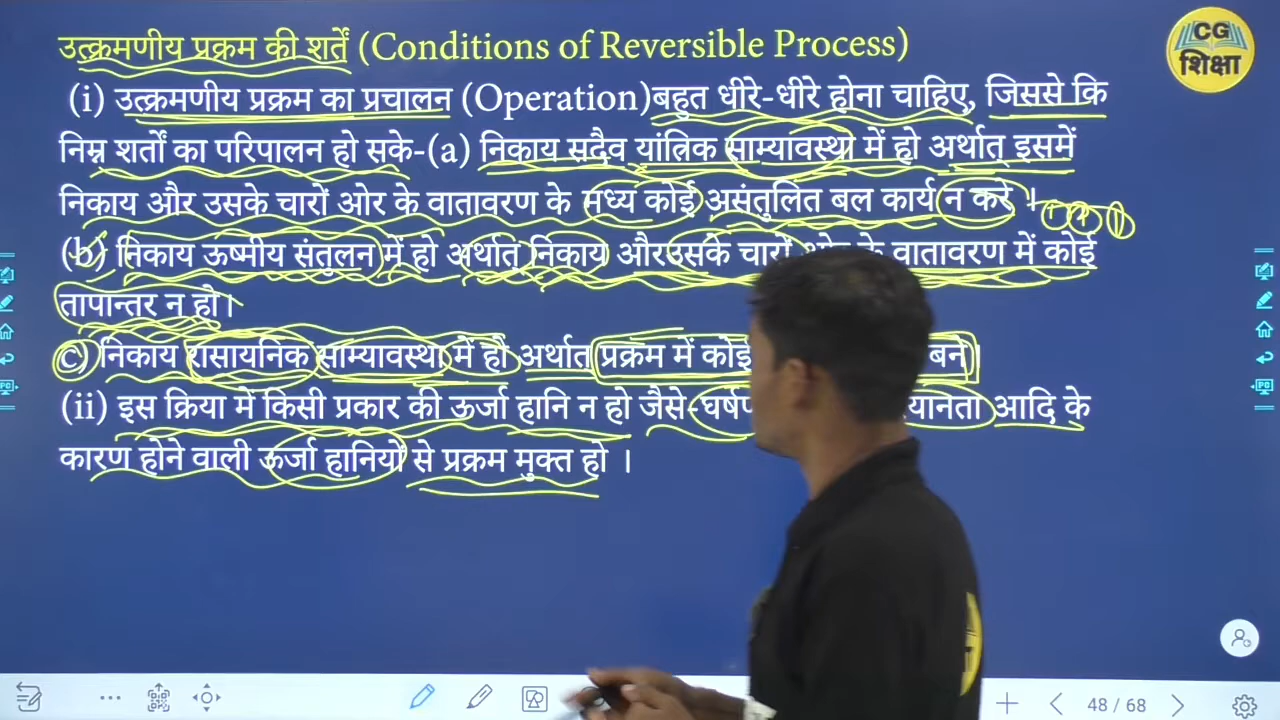 उत्क्रमणीय प्रक्रम की शर्तें (Conditions of Reversible Process)
CG
शिक्षा
(i) उत्क्रमणीय प्रक्रम का प्रचालन (Operation)बहुत धीरे-धीरे होना चाहिए, जिससे कि
निम्न शर्तों का परिपालन हो सके-(a) निकाय सदैव यांत्रिक साम्यावस्था में हो अर्थात् इसमें
निकाय और उसके चारों ओर के वातावरण के मध्य कोई असंतुलित बल कार्य न करे ।
(b) निकाय ऊष्मीय संतुलन में हो अर्थात् निकाय और उसके चारों के वातावरण में कोई
तापान्तर न हो।
(C) निकाय रासायनिक साम्यावस्था में हो अर्थात प्रक्रम में कोई बने।
(ii) इस क्रिया में किसी प्रकार की ऊर्जा हानि न हो जैसे- आदि के
कारण होने वाली ऊर्जा हानियों से प्रक्रम मुक्त हो ।
48 / 68